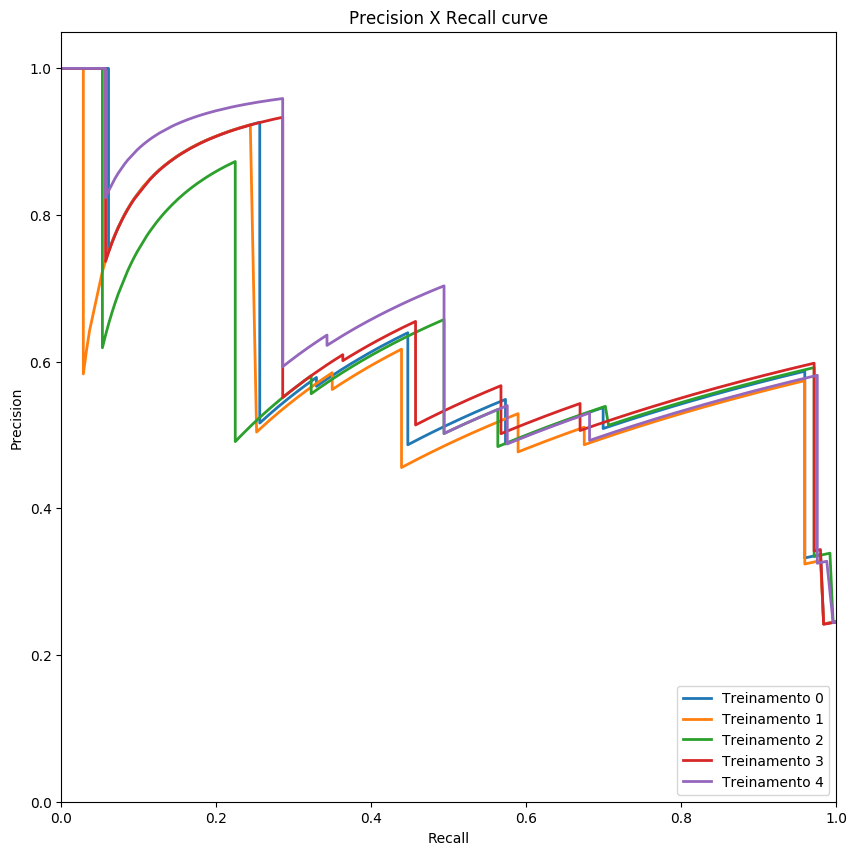 Precision X Recall curve
1.0
0.8
0.6
Precision
0.4
0.2
0.0
0.0 0.2 0.4 0.6 0.8 1.0
Recall
Treinamento 0
Treinamento 1
Treinamento 2
Treinamento 3
Treinamento 4